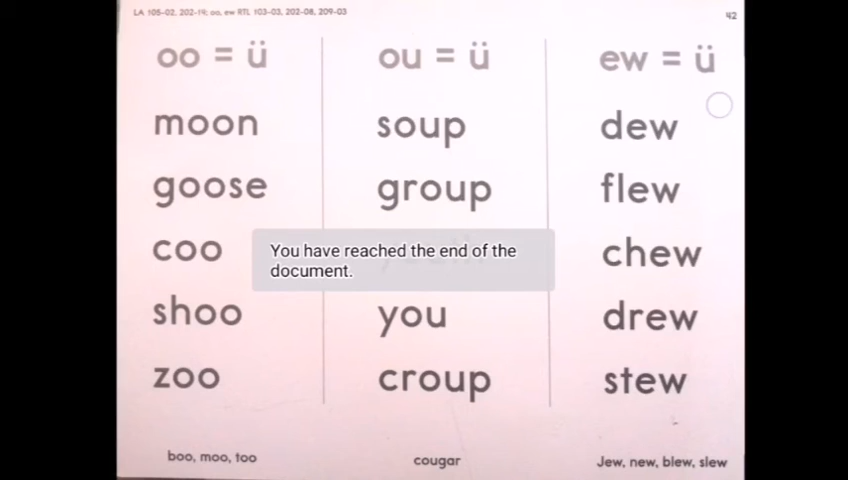 LA 105-02, 202-19; oo, ew RTL 103-03, 202-08, 209-03
42
oo = ü
moon
goose
coo
shoo
zoo
boo, moo, too
ou = ü
soup
group
you
croup
cougar
ew = ü
dew
flew
chew
drew
stew
Jew, new, blew, slew
You have reached the end of the
document.